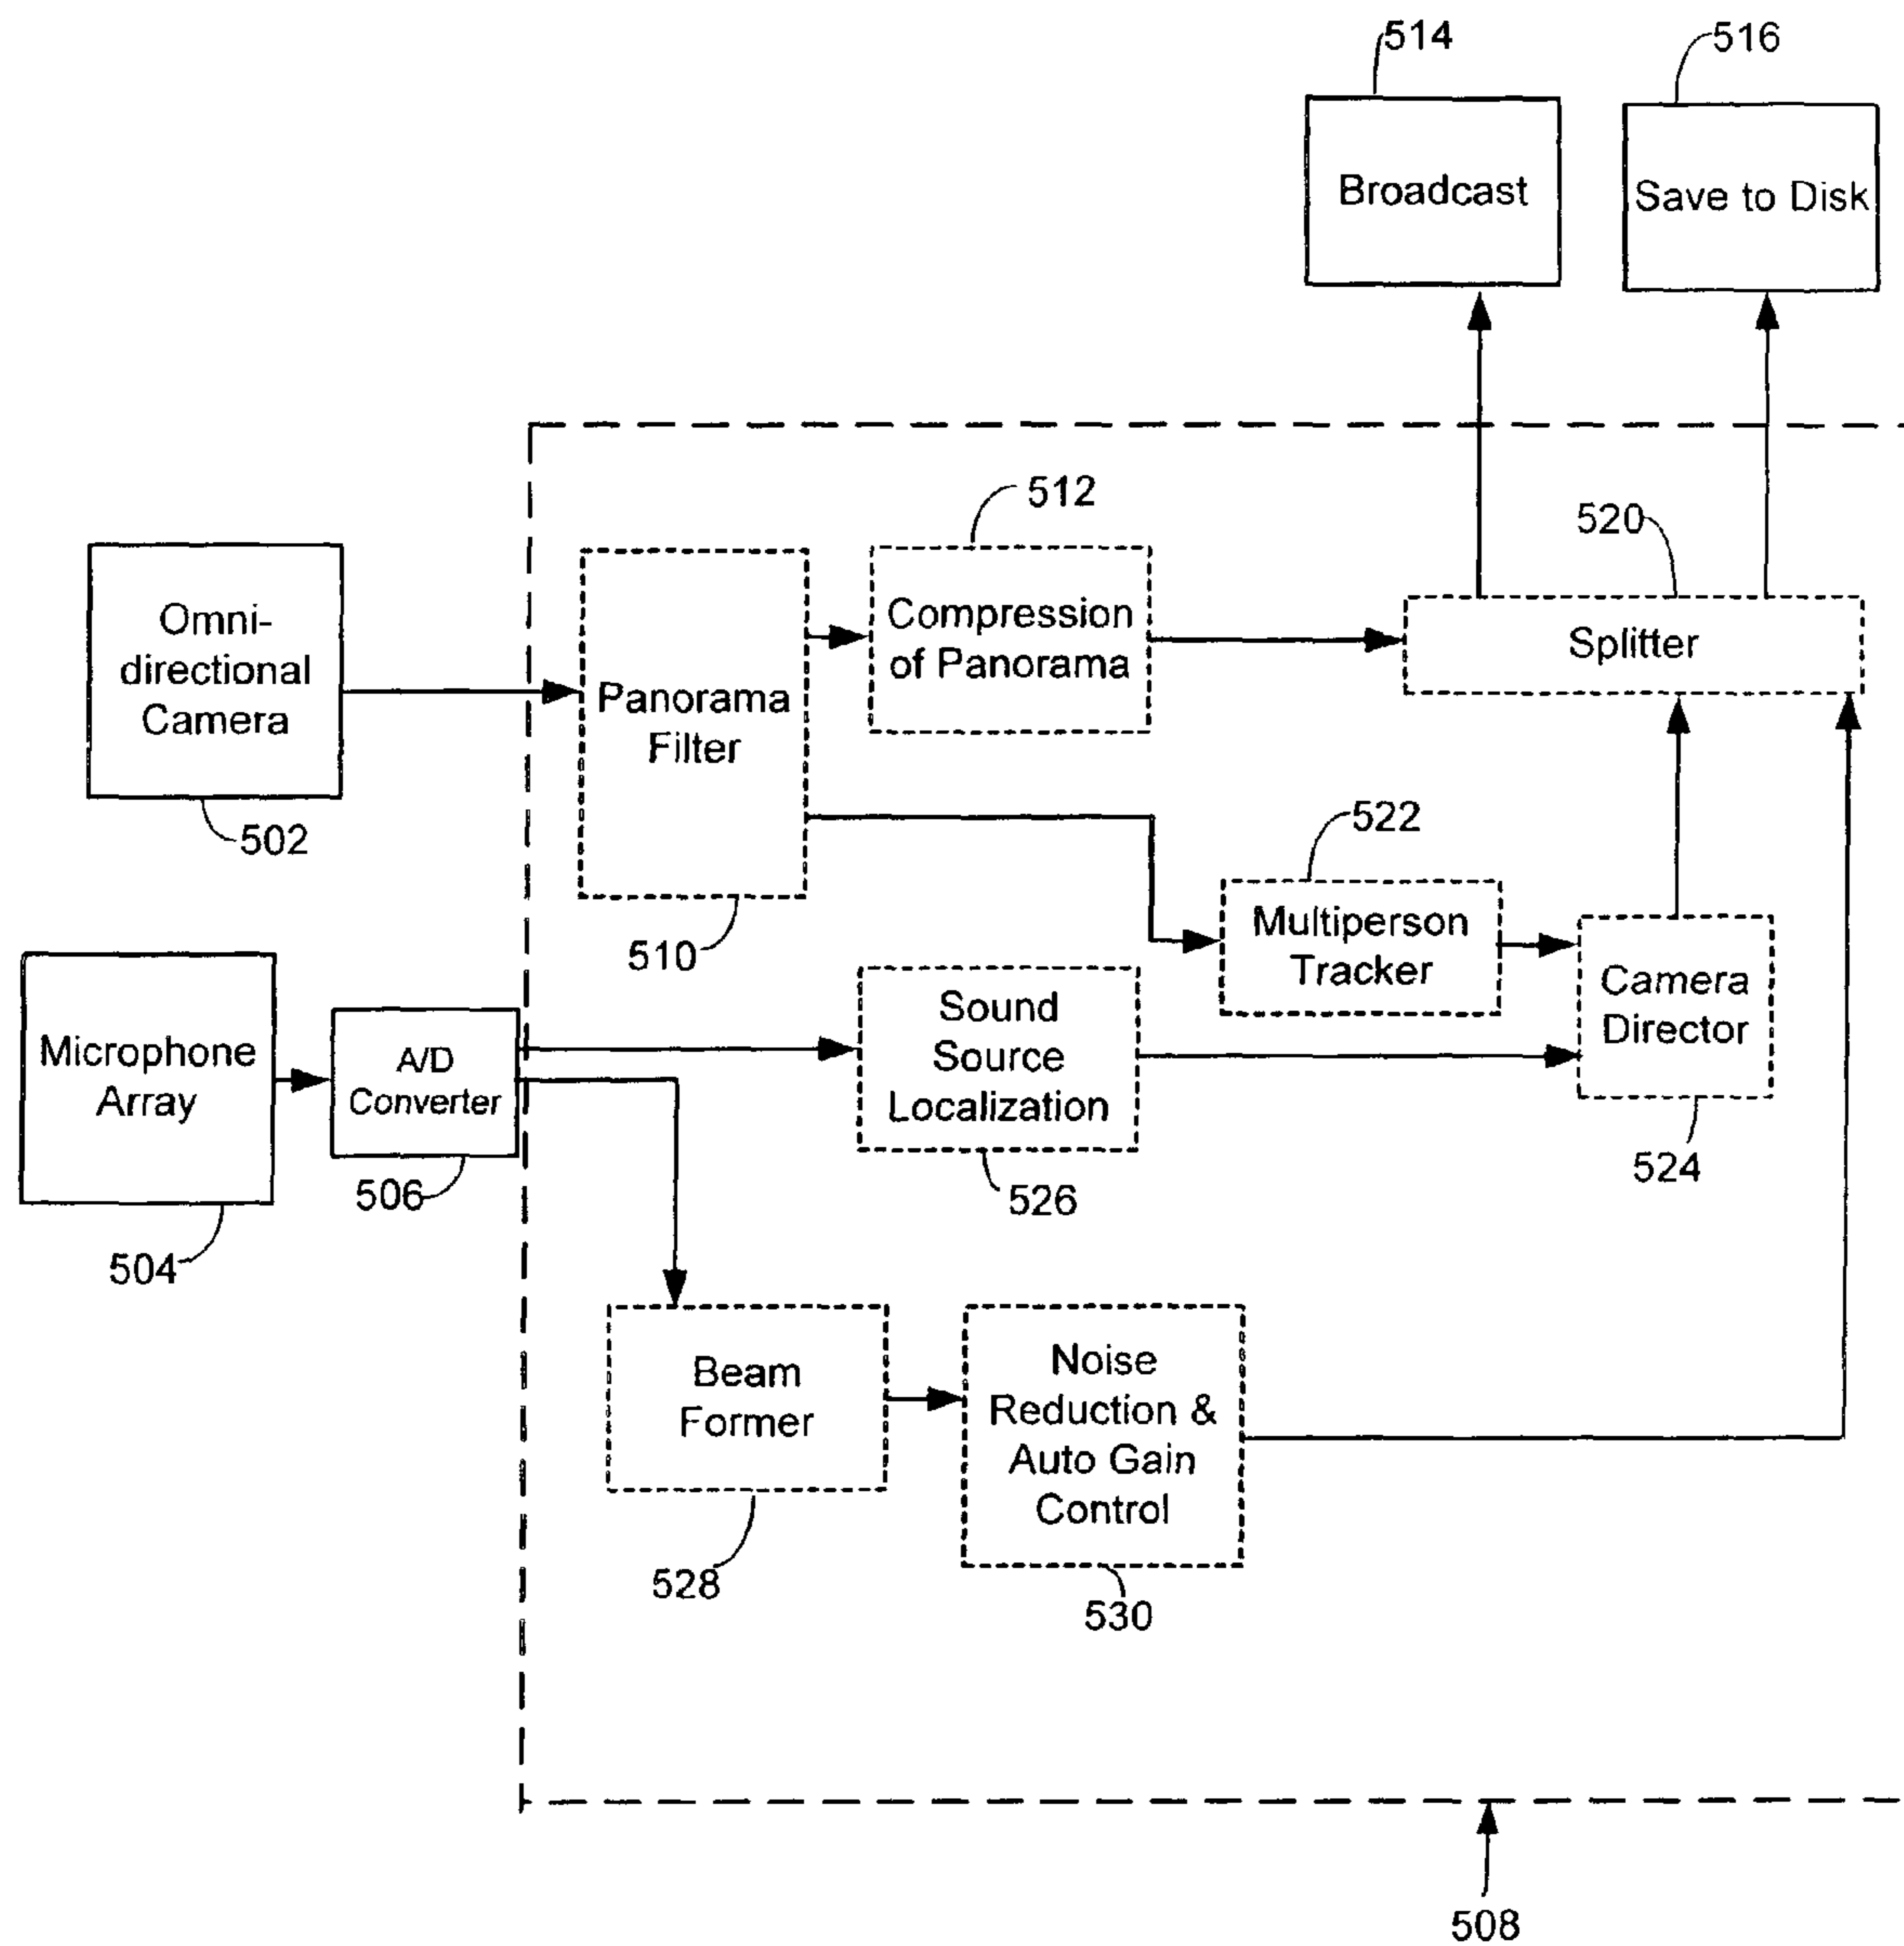 514
516
Broadcast
Save to Disk
512
520
Omni-
directional
Camera
Panorama
Filter
Compression
of Panorama
Splitter
502
522
510
Multiperson
Tracker
Microphone
Array
A/D
Converter
Sound
Source
Localization
Camera
Director
506
526
524
504
Beam
Former
Noise
Reduction &
Auto Gain
Control
528
530
508